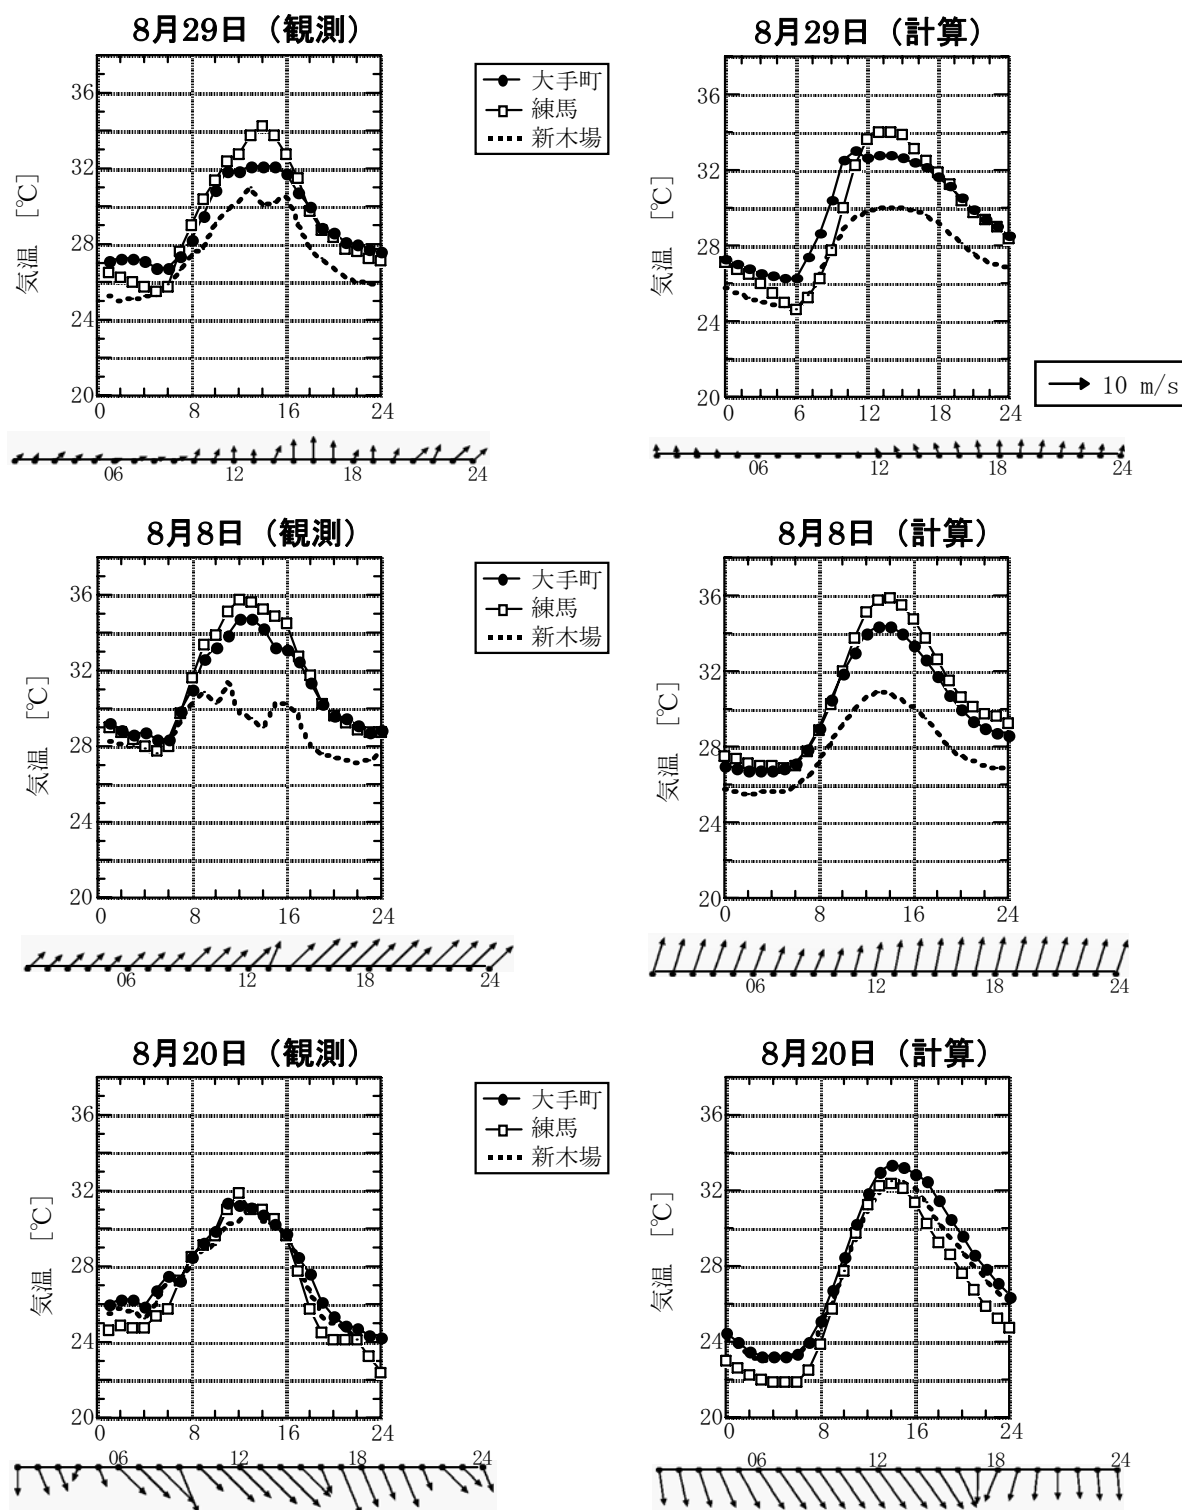 8月29日（観測）
36
32
28
24
20
気温 [℃]
0 8 16 24
大手町
練馬
新木場
06 12 18 24
8月29日（計算）
36
32
28
24
20
気温 [℃]
0 6 12 18 24
10 m/s
06 12 18 24
8月8日（観測）
36
32
28
24
20
気温 [℃]
0 8 16 24
大手町
練馬
新木場
06 12 18 24
8月8日（計算）
36
32
28
24
20
気温 [℃]
0 8 16 24
06 12 18 24
8月20日（観測）
36
32
28
24
20
気温 [℃]
0 8 16 24
大手町
練馬
新木場
06 12 18 24
8月20日（計算）
36
32
28
24
20
気温 [℃]
0 8 16 24
06 12 18 24